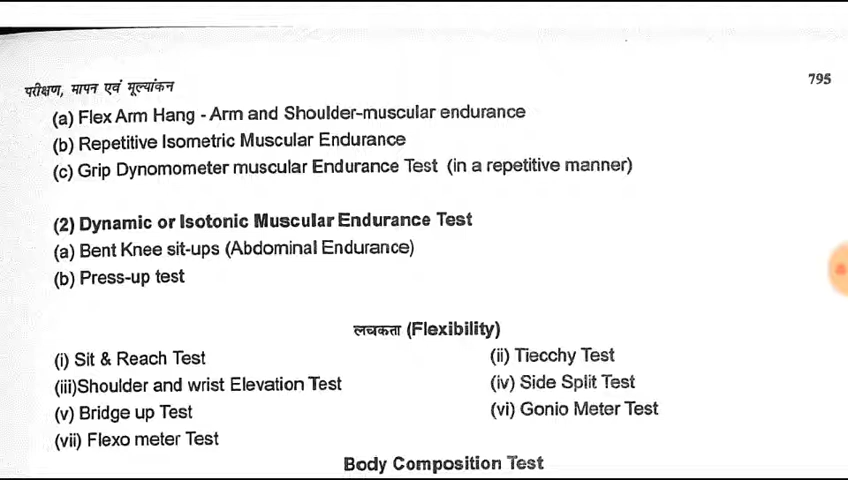 परीक्षण, मापन एवं मूल्यांकन 795
(a) Flex Arm Hang - Arm and Shoulder-muscular endurance
(b) Repetitive Isometric Muscular Endurance
(c) Grip Dynomometer muscular Endurance Test (in a repetitive manner)
(2) Dynamic or Isotonic Muscular Endurance Test
(a) Bent Knee sit-ups (Abdominal Endurance)
(b) Press-up test
लचकता (Flexibility)
(i) Sit & Reach Test (ii) Tiecchy Test
(iii)Shoulder and wrist Elevation Test (iv) Side Split Test
(v) Bridge up Test (vi) Gonio Meter Test
(vii) Flexo meter Test
Body Composition Test